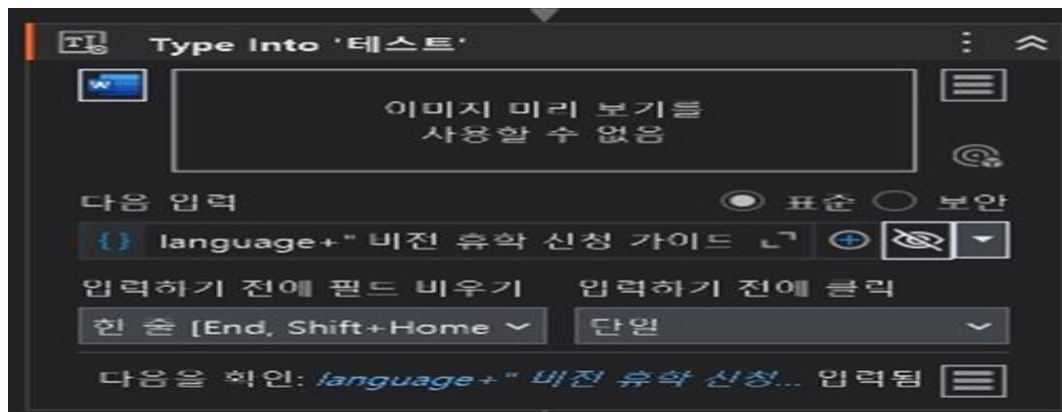 Type Into '테스트'
이미지 미리 보기를
사용할 수 없음
다음 입력
표준
보안
language+" 비전 휴학 신청 가이드
입력하기 전에 필드 비우기
입력하기 전에 클릭
한 줄 [End, Shift+Home
단일
다음을 확인: language+" 비전 휴학 신청... 입력됨